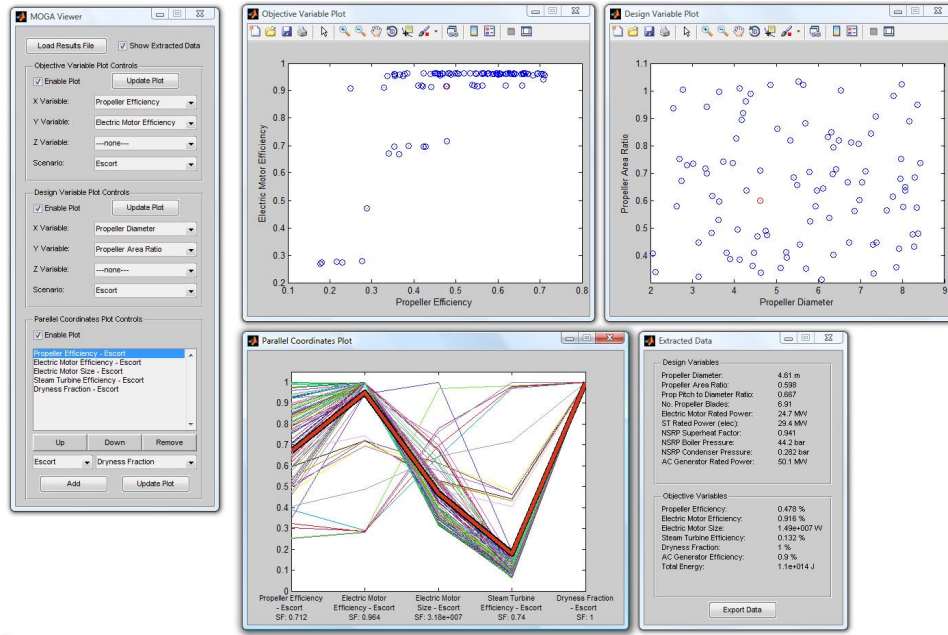 MOGA Viewer
Load Results File
Show Extracted Data
Objective Variable Plot Controls
Enable Plot
Update Plot
X Variable: Propeller Efficiency
Y Variable: Electric Motor Efficiency
Z Variable: ---none---
Scenario: Escort
Design Variable Plot Controls
Enable Plot
Update Plot
X Variable: Propeller Diameter
Y Variable: Propeller Area Ratio
Z Variable: ---none---
Scenario: Escort
Parellel Coordinates Plot Controls
Enable Plot
Propeller Efficiency - Escort
Electric Motor Efficiency - Escort
Electric Motor Size - Escort
Steam Turbine Efficiency - Escort
Dryness Fraction - Escort
Up Down Remove
Escort Dryness Fraction
Add Update Plot
Objective Variable Plot
1
0.9
0.8
0.7
0.6
0.5
0.4
0.3
0.2
Electric Motor Efficiency
0.1 0.2 0.3 0.4 0.5 0.6 0.7 0.8
Propeller Efficiency
Design Variable Plot
1.1
1
0.9
0.8
0.7
0.6
0.5
0.4
Propeller Area Ratio
2 3 4 5 6 7 8 9
Propeller Diameter
Parallel Coordinates Plot
1
0.9
0.8
0.7
0.6
0.5
0.4
0.3
0.2
0.1
0
Propeller Efficiency - Escort SF: 0.712
Electric Motor Efficiency - Escort SF: 0.964
Electric Motor Size - Escort SF: 3.18e+007
Steam Turbine Efficiency - Escort SF: 0.74
Dryness Fraction - Escort SF: 1
Extracted Data
Design Variables
Propeller Diameter: 4.61 m
Propeller Area Ratio: 0.598
Prop Pitch to Diameter Ratio: 0.667
No. Propeller Blades: 6.91
Electric Motor Rated Power: 24.7 MW
ST Rated Power (elec): 29.4 MW
NSRP Superheat Factor: 0.941
NSRP Boiler Pressure: 44.2 bar
NSRP Condenser Pressure: 0.282 bar
AC Generator Rated Power: 50.1 MW
Objective Variables
Propeller Efficiency: 0.478 %
Electric Motor Efficiency: 0.916 %
Electric Motor Size: 1.49e+007 W
Steam Turbine Efficiency: 0.132 %
Dryness Fraction: 1 %
AC Generator Efficiency: 0.9 %
Total Energy: 1.1e+014 J
Export Data